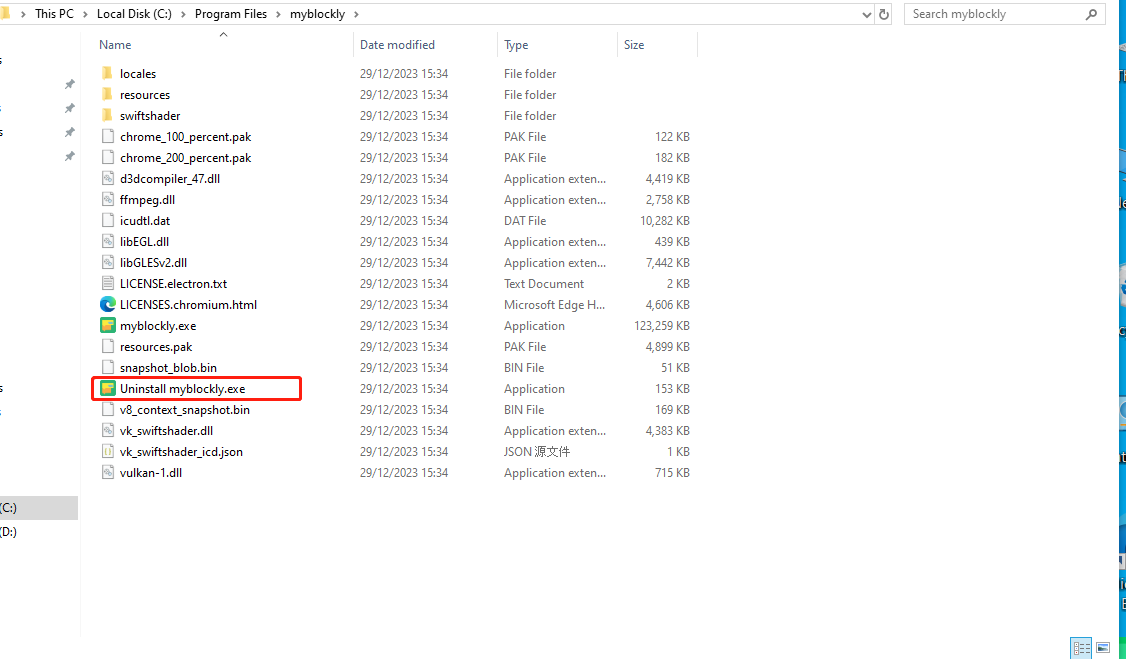 This PC > Local Disk (C:) > Program Files > myblockly > Search myblockly
Name Date modified Type Size
locales 29/12/2023 15:34 File folder
resources 29/12/2023 15:34 File folder
swiftshader 29/12/2023 15:34 File folder
chrome_100_percent.pak 29/12/2023 15:34 PAK File 122 KB
chrome_200_percent.pak 29/12/2023 15:34 PAK File 182 KB
d3dcompiler_47.dll 29/12/2023 15:34 Application exten... 4,419 KB
ffmpeg.dll 29/12/2023 15:34 Application exten... 2,758 KB
icudtl.dat 29/12/2023 15:34 DAT File 10,282 KB
libEGL.dll 29/12/2023 15:34 Application exten... 439 KB
libGLESv2.dll 29/12/2023 15:34 Application exten... 7,442 KB
LICENSE.electron.txt 29/12/2023 15:34 Text Document 2 KB
LICENSES.chromium.html 29/12/2023 15:34 Microsoft Edge H... 4,606 KB
myblockly.exe 29/12/2023 15:34 Application 123,259 KB
resources.pak 29/12/2023 15:34 PAK File 4,899 KB
snapshot_blob.bin 29/12/2023 15:34 BIN File 51 KB
Uninstall myblockly.exe 29/12/2023 15:34 Application 153 KB
v8_context_snapshot.bin 29/12/2023 15:34 BIN File 169 KB
vk_swiftshader.dll 29/12/2023 15:34 Application exten... 4,383 KB
vk_swiftshader_icd.json 29/12/2023 15:34 JSON 源文件 1 KB
vulkan-1.dll 29/12/2023 15:34 Application exten... 715 KB
(C:)
(D:)